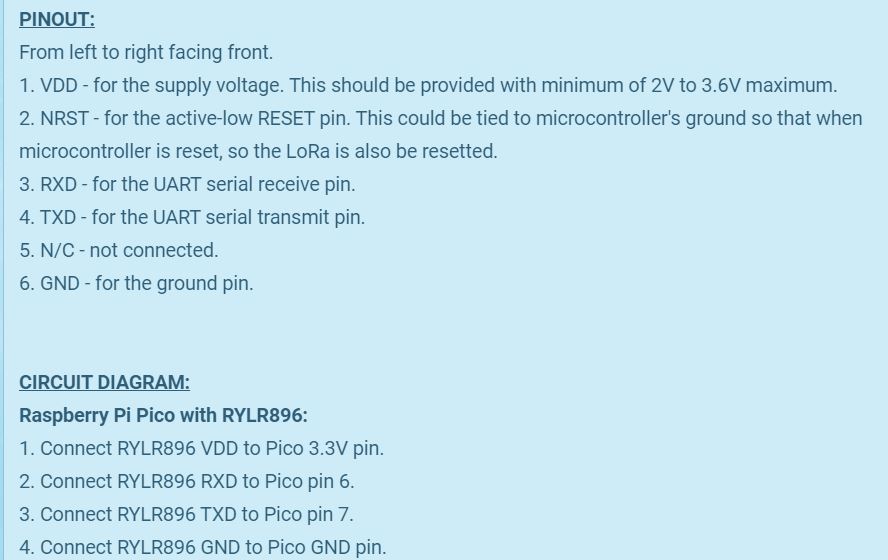 PINOUT:
From left to right facing front.
1. VDD - for the supply voltage. This should be provided with minimum of 2V to 3.6V maximum.
2. NRST - for the active-low RESET pin. This could be tied to microcontroller's ground so that when
microcontroller is reset, so the LoRa is also be resetted.
3. RXD - for the UART serial receive pin.
4. TXD - for the UART serial transmit pin.
5. N/C - not connected.
6. GND - for the ground pin.
CIRCUIT DIAGRAM:
Raspberry Pi Pico with RYLR896:
1. Connect RYLR896 VDD to Pico 3.3V pin.
2. Connect RYLR896 RXD to Pico pin 6.
3. Connect RYLR896 TXD to Pico pin 7.
4. Connect RYLR896 GND to Pico GND pin.